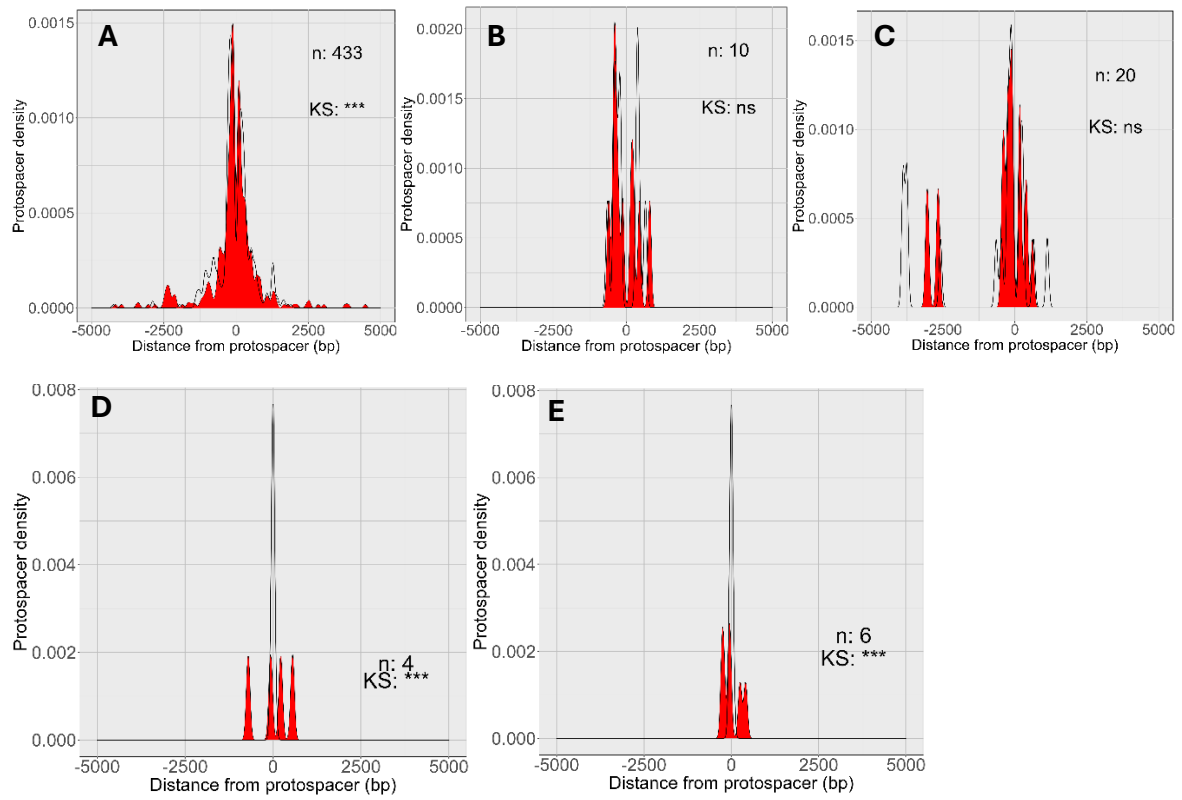 A
n: 433
KS: ***
Protospacer density
0.0015
0.0010
0.0005
0.0000
-5000 -2500 0 2500 5000
Distance from protospacer (bp)
B
n: 10
KS: ns
Protospacer density
0.0020
0.0015
0.0010
0.0005
0.0000
-5000 -2500 0 2500 5000
Distance from protospacer (bp)
C
n: 20
KS: ns
Protospacer density
0.0015
0.0010
0.0005
0.0000
-5000 -2500 0 2500 5000
Distance from protospacer (bp)
D
n: 4
KS: ***
Protospacer density
0.008
0.006
0.004
0.002
0.000
-5000 -2500 0 2500 5000
Distance from protospacer (bp)
E
n: 6
KS: ***
Protospacer density
0.008
0.006
0.004
0.002
0.000
-5000 -2500 0 2500 5000
Distance from protospacer (bp)